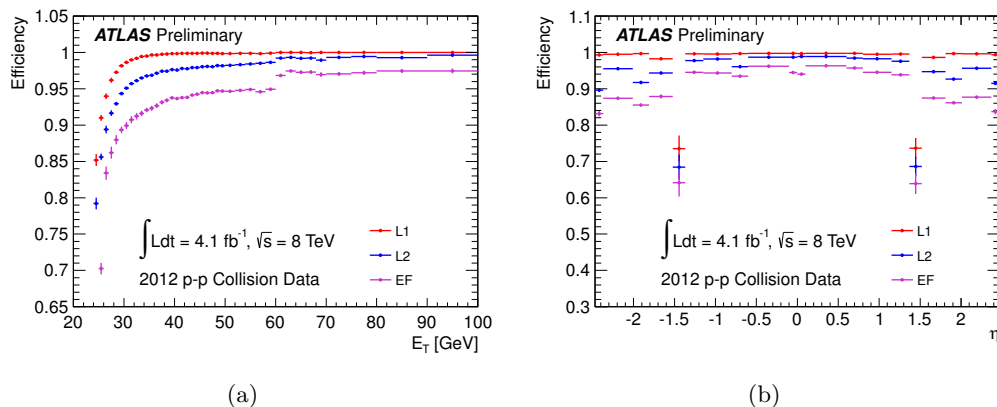 Efficiency
1.05
1
0.95
0.9
0.85
0.8
0.75
0.7
0.65
ATLAS Preliminary
∫Ldt = 4.1 fb⁻¹, √s = 8 TeV
2012 p-p Collision Data
L1
L2
EF
20 30 40 50 60 70 80 90 100
E_T [GeV]
(a)
Efficiency
1.1
1
0.9
0.8
0.7
0.6
0.5
0.4
0.3
ATLAS Preliminary
∫Ldt = 4.1 fb⁻¹, √s = 8 TeV
2012 p-p Collision Data
L1
L2
EF
-2 -1.5 -1 -0.5 0 0.5 1 1.5 2
η
(b)